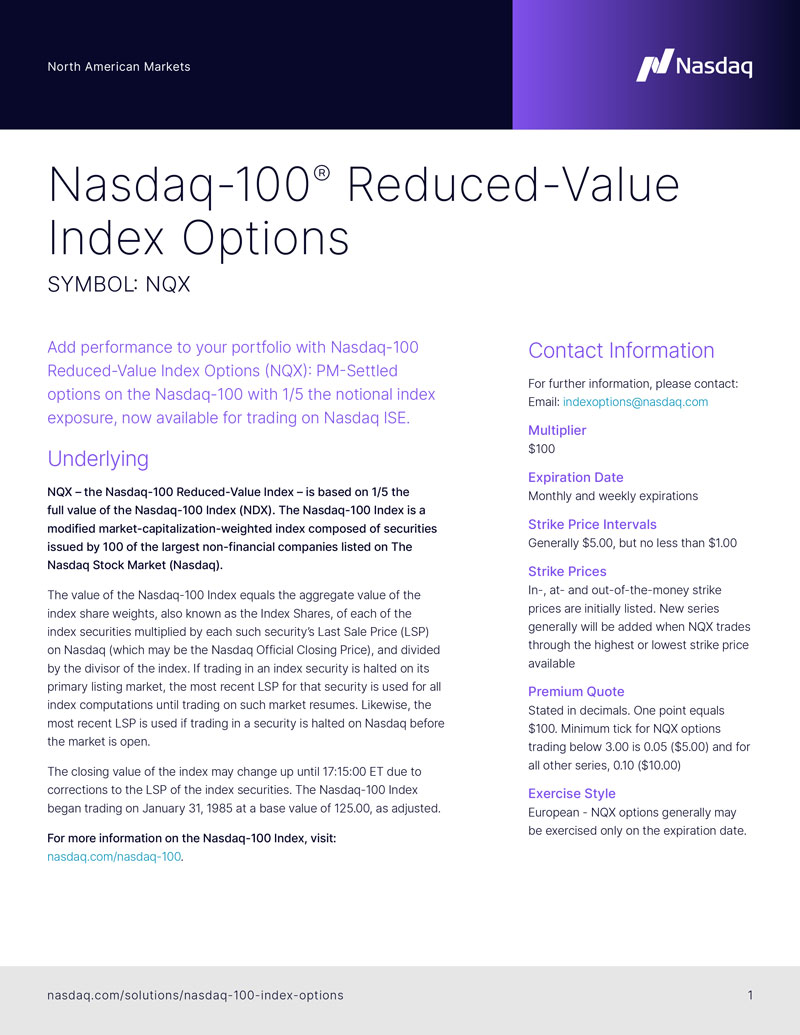 North American Markets
Nasdaq
Nasdaq-100® Reduced-Value
Index Options
SYMBOL: NQX
Add performance to your portfolio with Nasdaq-100
Reduced-Value Index Options (NQX): PM-Settled
options on the Nasdaq-100 with 1/5 the notional index
exposure, now available for trading on Nasdaq ISE.
Underlying
NQX – the Nasdaq-100 Reduced-Value Index – is based on 1/5 the
full value of the Nasdaq-100 Index (NDX). The Nasdaq-100 Index is a
modified market-capitalization-weighted index composed of securities
issued by 100 of the largest non-financial companies listed on The
Nasdaq Stock Market (Nasdaq).
The value of the Nasdaq-100 Index equals the aggregate value of the
index share weights, also known as the Index Shares, of each of the
index securities multiplied by each such security’s Last Sale Price (LSP)
on Nasdaq (which may be the Nasdaq Official Closing Price), and divided
by the divisor of the index. If trading in an index security is halted on its
primary listing market, the most recent LSP for that security is used for all
index computations until trading on such market resumes. Likewise, the
most recent LSP is used if trading in a security is halted on Nasdaq before
the market is open.
The closing value of the index may change up until 17:15:00 ET due to
corrections to the LSP of the index securities. The Nasdaq-100 Index
began trading on January 31, 1985 at a base value of 125.00, as adjusted.
For more information on the Nasdaq-100 Index, visit:
nasdaq.com/nasdaq-100.
Contact Information
For further information, please contact:
Email: indexoptions@nasdaq.com
Multiplier
$100
Expiration Date
Monthly and weekly expirations
Strike Price Intervals
Generally $5.00, but no less than $1.00
Strike Prices
In-, at- and out-of-the-money strike
prices are initially listed. New series
generally will be added when NQX trades
through the highest or lowest strike price
available
Premium Quote
Stated in decimals. One point equals
$100. Minimum tick for NQX options
trading below 3.00 is 0.05 ($5.00) and for
all other series, 0.10 ($10.00)
Exercise Style
European - NQX options generally may
be exercised only on the expiration date.
nasdaq.com/solutions/nasdaq-100-index-options
1